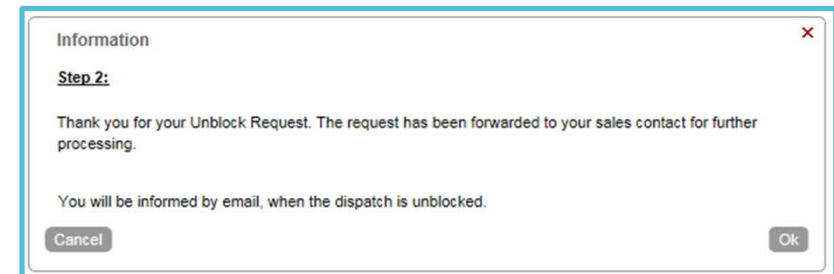 Information
Step 2:
Thank you for your Unblock Request. The request has been forwarded to your sales contact for further
processing.
You will be informed by email, when the dispatch is unblocked.
Cancel
Ok